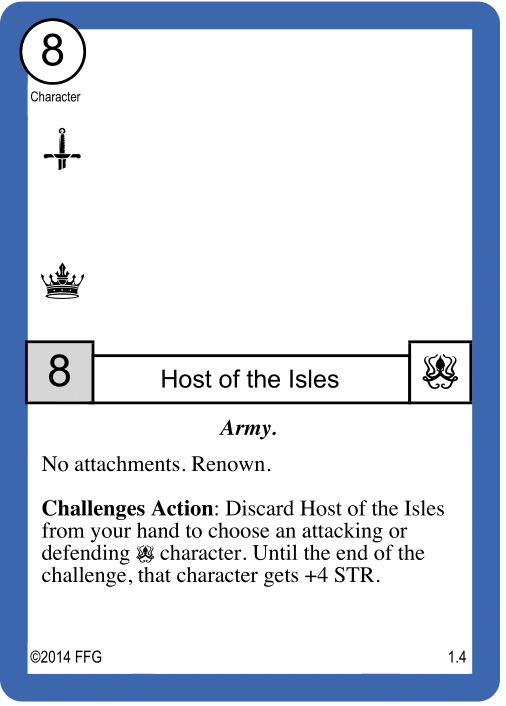 8
Character
8
Host of the Isles
Army.
No attachments. Renown.
Challenges Action: Discard Host of the Isles
from your hand to choose an attacking or
defending character. Until the end of the
challenge, that character gets +4 STR.
©2014 FFG
1.4